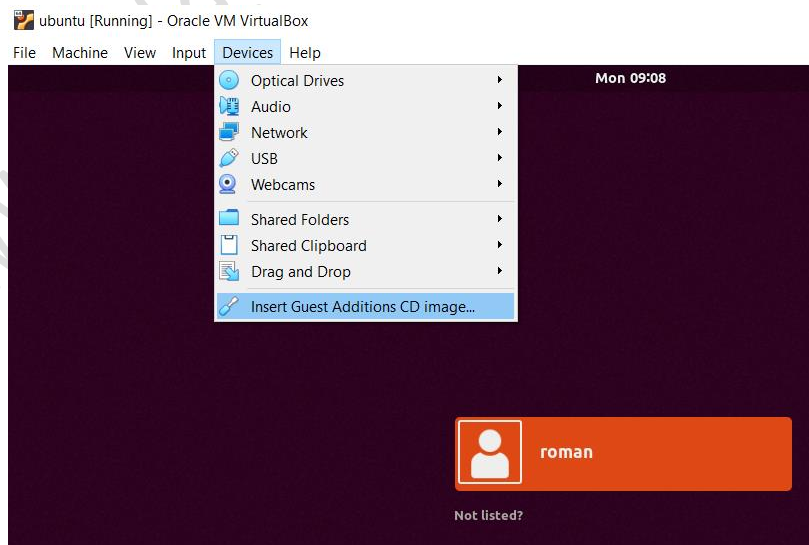 ubuntu [Running] - Oracle VM VirtualBox
File Machine View Input Devices Help
Mon 09:08
Optical Drives
Audio
Network
USB
Webcams
Shared Folders
Shared Clipboard
Drag and Drop
Insert Guest Additions CD image...
roman
Not listed?